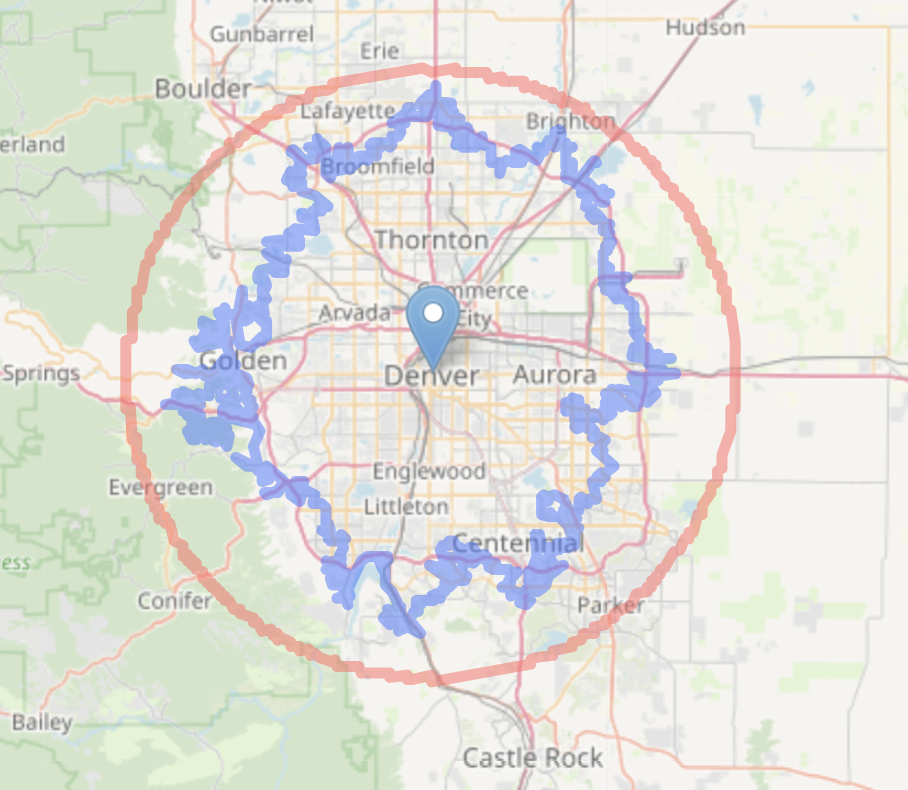 Gunbarrel
Hudson
Erie
Boulder
Lafayette
Brighton
erland
Broomfield
Thornton
Commerce
City
Arvada
Golden
Springs
Denver
Aurora
Englewood
Evergreen
Littleton
Centennial
ess
Conifer
Parker
Bailey
Castle Rock